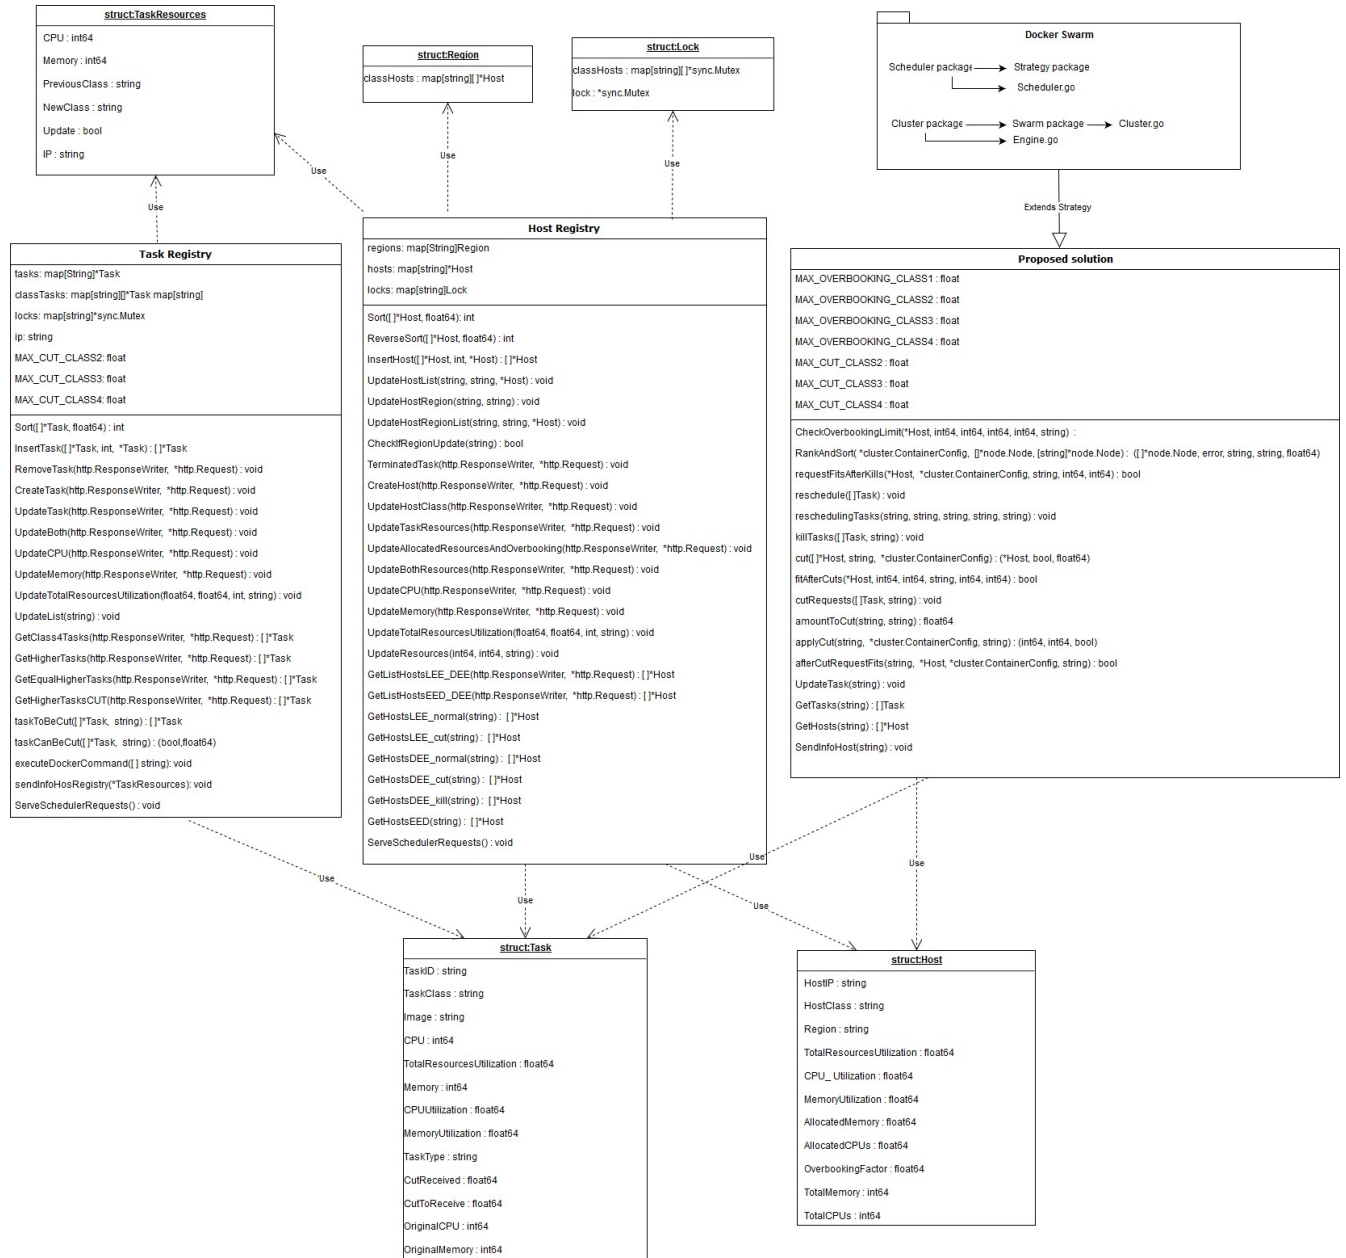 struct:TaskResources
CPU : int64
Memory : int64
PreviousClass : string
NewClass : string
Update : bool
IP : string
struct:Region
classHosts : map[string][ ]*Host
struct:Lock
classHosts : map[string][ ]*sync.Mutex
lock : *sync.Mutex
Docker Swarm
Scheduler package
Strategy package
Scheduler.go
Cluster package
Swarm package
Cluster.go
Engine.go
Use
Use
Use
Use
Extends Strategy
Task Registry
tasks: map[String]*Task
classTasks: map[string][]*Task map[string]
locks: map[string]*sync.Mutex
ip: string
MAX_CUT_CLASS2: float
MAX_CUT_CLASS3: float
MAX_CUT_CLASS4: float
Sort([ ]*Task, float64) : int
InsertTask([ ]*Task, int, *Task) : [ ]*Task
RemoveTask(http.ResponseWriter, *http.Request) : void
CreateTask(http.ResponseWriter, *http.Request) : void
UpdateTask(http.ResponseWriter, *http.Request) : void
UpdateBoth(http.ResponseWriter, *http.Request) : void
UpdateCPU(http.ResponseWriter, *http.Request) : void
UpdateMemory(http.ResponseWriter, *http.Request) : void
UpdateTotalResourcesUtilization(float64, float64, int, string) : void
UpdateList(string) : void
GetClass4Tasks(http.ResponseWriter, *http.Request) : [ ]*Task
GetHigherTasks(http.ResponseWriter, *http.Request) : [ ]*Task
GetEqualHigherTasks(http.ResponseWriter, *http.Request) : [ ]*Task
GetHigherTasksCUT(http.ResponseWriter, *http.Request) : [ ]*Task
taskToBeCut([ ]*Task, string) : [ ]*Task
taskCanBeCut([ ]*Task, string) : (bool,float64)
executeDockerCommand([ ] string): void
sendInfoHosRegistry(*TaskResources): void
ServeSchedulerRequests() : void
Host Registry
regions: map[String]Region
hosts: map[string]*Host
locks: map[string]Lock
Sort([ ]*Host, float64): int
ReverseSort([ ]*Host, float64) : int
InsertHost([ ]*Host, int, *Host) : [ ]*Host
UpdateHostList(string, string, *Host) : void
UpdateHostRegion(string, string) : void
UpdateHostRegionList(string, string, *Host) : void
CheckIfRegionUpdate(string) : bool
TerminatedTask(http.ResponseWriter, *http.Request) : void
CreateHost(http.ResponseWriter, *http.Request) : void
UpdateHostClass(http.ResponseWriter, *http.Request) : void
UpdateTaskResources(http.ResponseWriter, *http.Request) : void
UpdateAllocatedResourcesAndOverbooking(http.ResponseWriter, *http.Request) : void
UpdateBothResources(http.ResponseWriter, *http.Request) : void
UpdateCPU(http.ResponseWriter, *http.Request) : void
UpdateMemory(http.ResponseWriter, *http.Request) : void
UpdateTotalResourcesUtilization(float64, float64, int, string) : void
UpdateResources(int64, int64, string) : void
GetListHostsLEE_DEE(http.ResponseWriter, *http.Request) : [ ]*Host
GetListHostsEED_DEE(http.ResponseWriter, *http.Request) : [ ]*Host
GetHostsLEE_normal(string) : [ ]*Host
GetHostsLEE_cut(string) : [ ]*Host
GetHostsDEE_normal(string) : [ ]*Host
GetHostsDEE_cut(string) : [ ]*Host
GetHostsDEE_kill(string) : [ ]*Host
GetHostsEED(string) : [ ]*Host
ServeSchedulerRequests() : void
Proposed solution
MAX_OVERBOOKING_CLASS1 : float
MAX_OVERBOOKING_CLASS2 : float
MAX_OVERBOOKING_CLASS3 : float
MAX_OVERBOOKING_CLASS4 : float
MAX_CUT_CLASS2 : float
MAX_CUT_CLASS3 : float
MAX_CUT_CLASS4 : float
CheckOverbookingLimit(*Host, int64, int64, int64, int64, string) :
RankAndSort( *cluster.ContainerConfig, []*node.Node, [string]*node.Node) : ([ ]*node.Node, error, string, string, float64)
requestFitsAfterKills(*Host, *cluster.ContainerConfig, string, int64, int64) : bool
reschedule([ ]Task) : void
reschedulingTasks(string, string, string, string, string) : void
killTasks([ ]Task, string) : void
cut([ ]*Host, string, *cluster.ContainerConfig) : (*Host, bool, float64)
fitAfterCuts(*Host, int64, int64, string, int64, int64) : bool
cutRequests([ ]Task, string) : void
amountToCut(string, string) : float64
applyCut(string, *cluster.ContainerConfig, string) : (int64, int64, bool)
afterCutRequestFits(string, *Host, *cluster.ContainerConfig, string) : bool
UpdateTask(string) : void
GetTasks(string) : [ ]Task
GetHosts(string) : [ ]*Host
SendInfoHost(string) : void
Use
Use
Use
Use
Use
struct:Task
TaskID : string
TaskClass : string
Image : string
CPU : int64
TotalResourcesUtilization : float64
Memory : int64
CPUUtilization : float64
MemoryUtilization : float64
TaskType : string
CutReceived : float64
CutToReceive : float64
OriginalCPU : int64
OriginalMemory : int64
struct:Host
HostIP : string
HostClass : string
Region : string
TotalResourcesUtilization : float64
CPU_ Utilization : float64
MemoryUtilization : float64
AllocatedMemory : float64
AllocatedCPUs : float64
OverbookingFactor : float64
TotalMemory : int64
TotalCPUs : int64